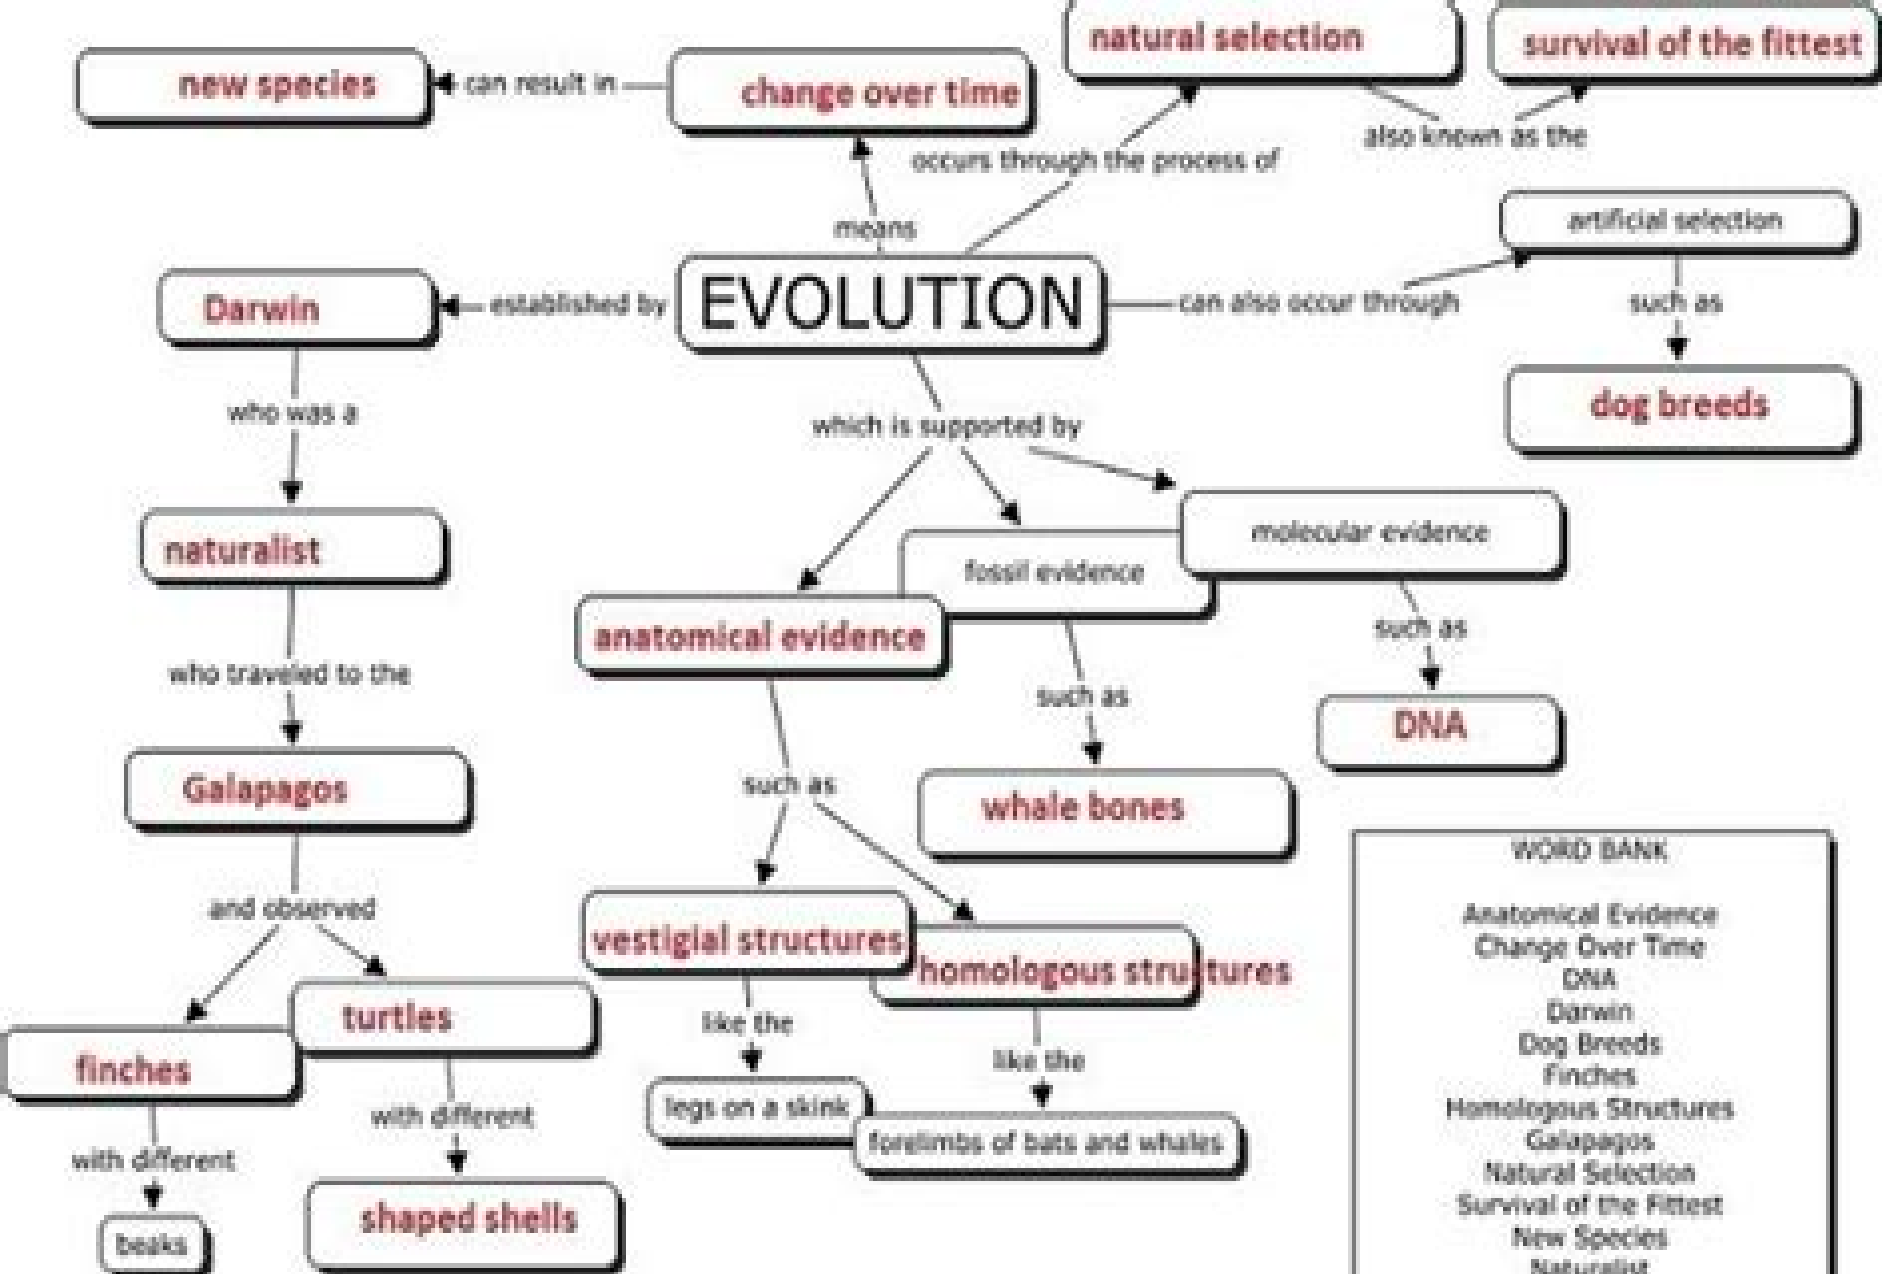 natural selection
survival of the fittest
new species
can result in
change over time
also known as the
occurs through the process of
means
artificial selection
Darwin
established by
EVOLUTION
can also occur through
such as
dog breeds
who was a
which is supported by
naturalist
molecular evidence
fossil evidence
anatomical evidence
such as
who traveled to the
such as
DNA
Galapagos
such as
whale bones
and observed
vestigial structures
homologous structures
turtles
like the
finches
like the
with different
legs on a skink
forelimbs of bats and whales
with different
shaped shells
beaks
WORD BANK
Anatomical Evidence
Change Over Time
DNA
Darwin
Dog Breeds
Finches
Homologous Structures
Galapagos
Natural Selection
Survival of the Fittest
New Species
Naturalist